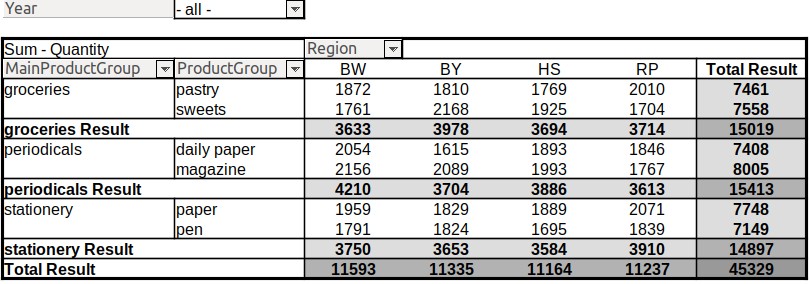 Year - all -
Sum - Quantity Region
MainProductGroup ProductGroup BW BY HS RP Total Result
groceries pastry 1872 1810 1769 2010 7461
sweets 1761 2168 1925 1704 7558
groceries Result 3633 3978 3694 3714 15019
periodicals daily paper 2054 1615 1893 1846 7408
magazine 2156 2089 1993 1767 8005
periodicals Result 4210 3704 3886 3613 15413
stationery paper 1959 1829 1889 2071 7748
pen 1791 1824 1695 1839 7149
stationery Result 3750 3653 3584 3910 14897
Total Result 11593 11335 11164 11237 45329